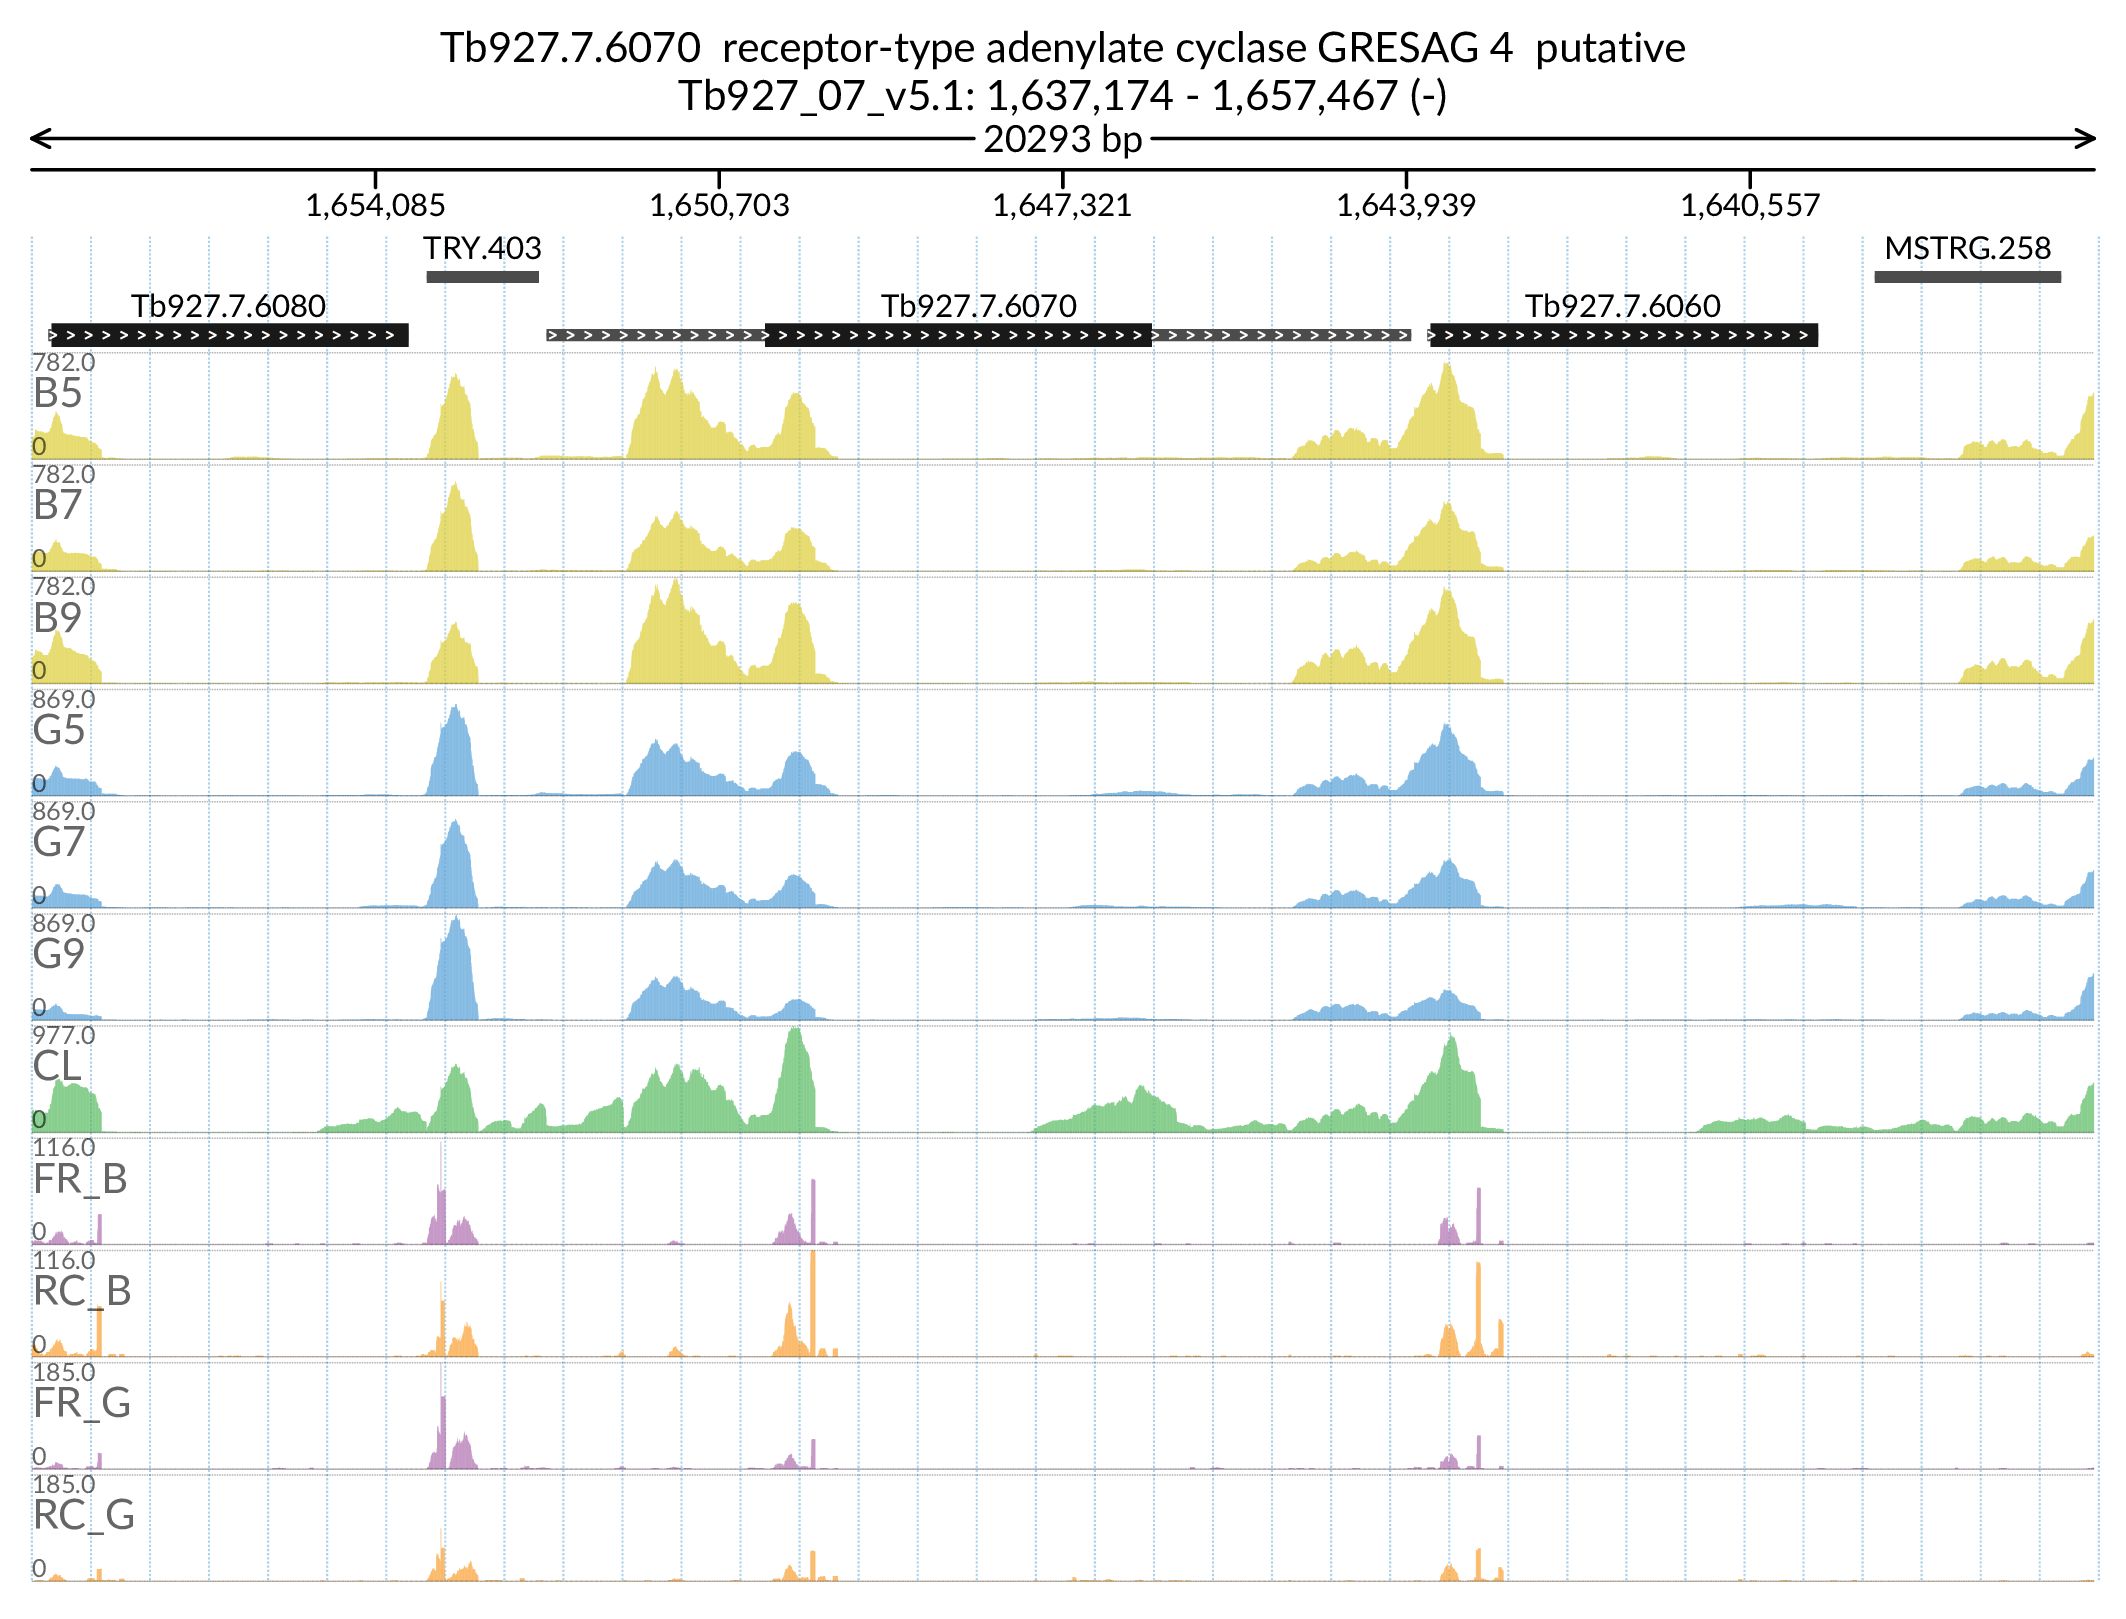 Tb927.7.6070  receptor-type adenylate cyclase GRESAG 4  putative
Tb927_07_v5.1: 1,637,174 - 1,657,467 (-)
20293 bp
1,654,085 1,650,703 1,647,321 1,643,939 1,640,557
TRY.403 MSTRG.258
Tb927.7.6080 Tb927.7.6070 Tb927.7.6060
782.0
B5
0
782.0
B7
0
782.0
B9
0
869.0
G5
0
869.0
G7
0
869.0
G9
0
977.0
CL
0
116.0
FR_B
0
116.0
RC_B
0
185.0
FR_G
0
185.0
RC_G
0